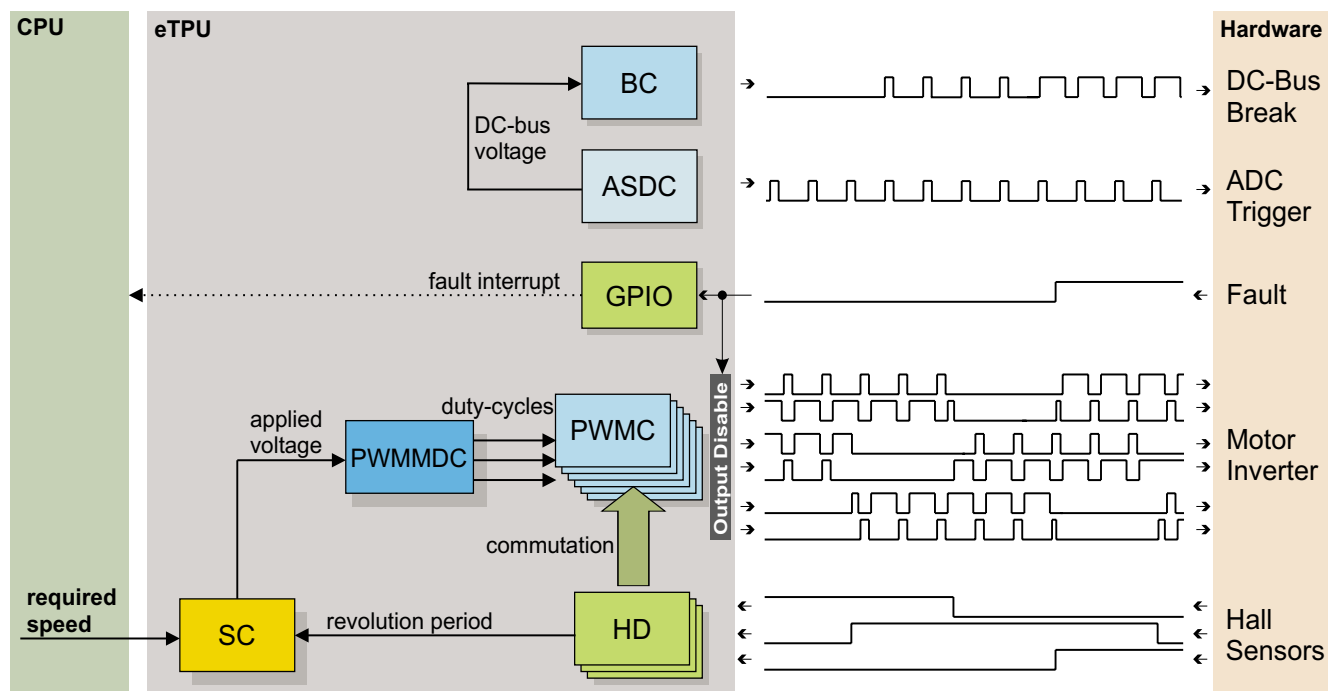 CPU
eTPU
Hardware
BC
DC-Bus
Break
DC-bus
voltage
ASDC
ADC
Trigger
fault interrupt
GPIO
Fault
Output Disable
duty-cycles
applied
voltage
PWMMDC
PWMC
Motor
Inverter
commutation
required
speed
SC
revolution period
HD
Hall
Sensors